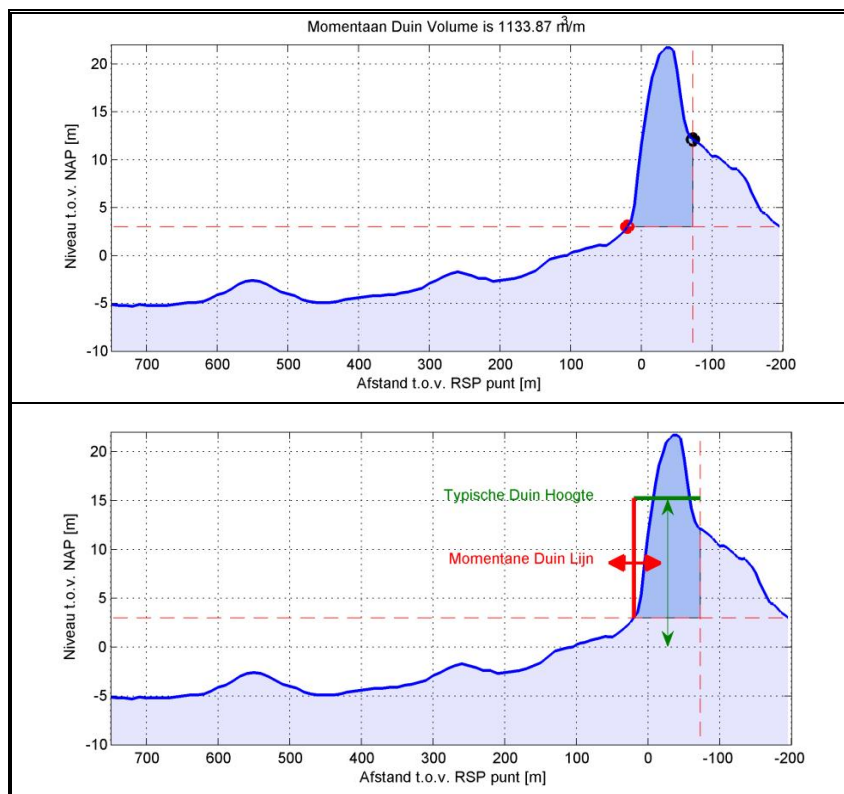 Momentaan Duin Volume is 1133.87 m³/m
Niveau t.o.v. NAP [m]
20
15
10
5
0
-5
-10
700 600 500 400 300 200 100 0 -100 -200
Afstand t.o.v. RSP punt [m]
Niveau t.o.v. NAP [m]
20
15
10
5
0
-5
-10
Typische Duin Hoogte
Momentane Duin Lijn
700 600 500 400 300 200 100 0 -100 -200
Afstand t.o.v. RSP punt [m]